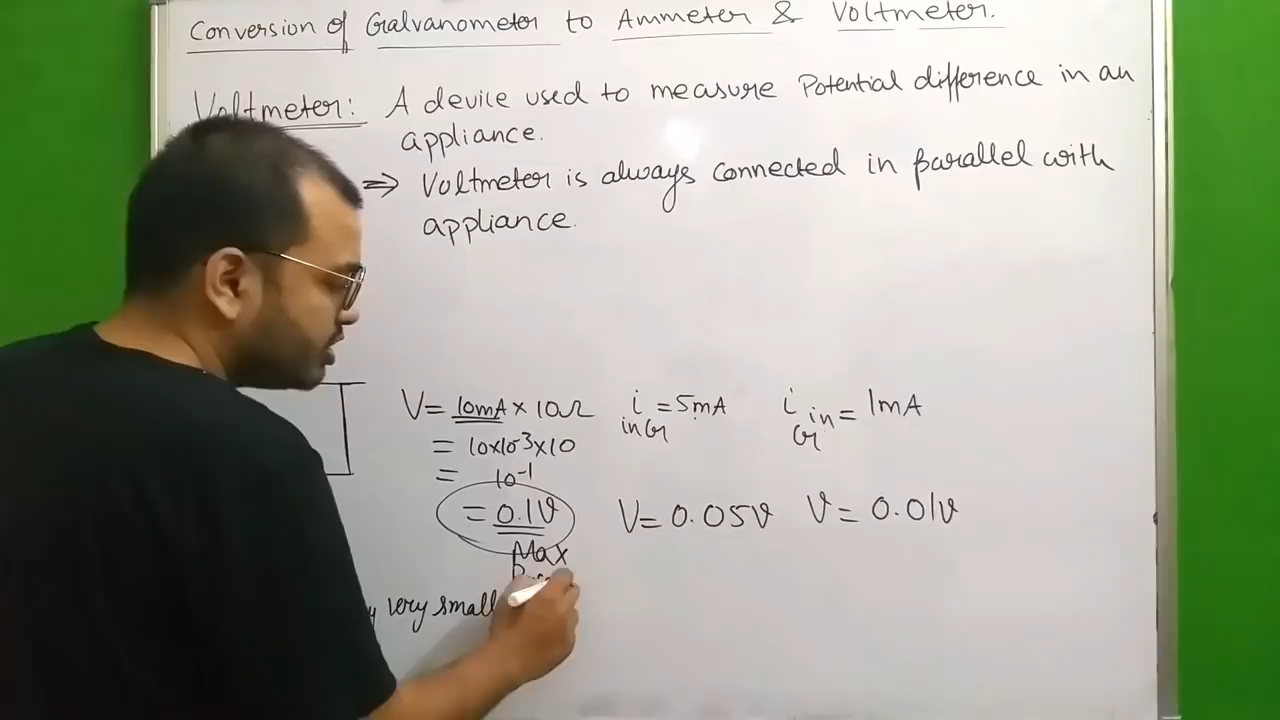 Conversion of Galvanometer to Ammeter & Voltmeter.
Voltmeter: A device used to measure Potential difference in an
appliance.
⇒ Voltmeter is always connected in parallel with
appliance.
V= 10mA × 10Ω
= 10×10⁻³×10
= 10⁻¹
= 0.1V
Max
very small
i in G = 5mA
V= 0.05V
i in G = 1mA
V= 0.01V